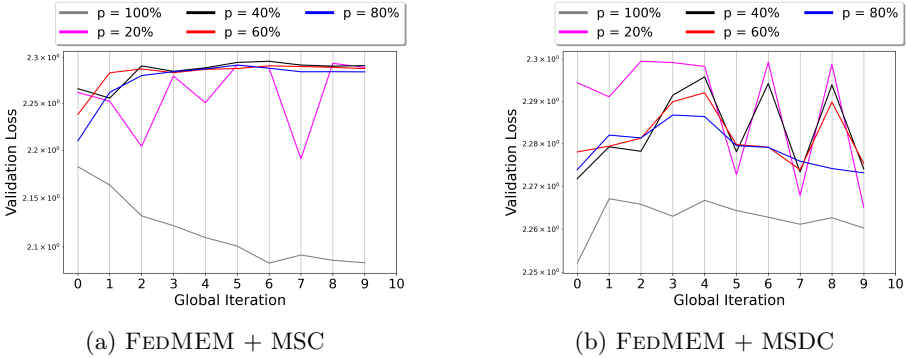 p = 100% p = 40% p = 80%
p = 20% p = 60%
Validation Loss
2.3 × 10⁰
2.25 × 10⁰
2.2 × 10⁰
2.15 × 10⁰
2.1 × 10⁰
0 1 2 3 4 5 6 7 8 9 10
Global Iteration
(a) FEDMEM + MSC
p = 100% p = 40% p = 80%
p = 20% p = 60%
Validation Loss
2.3 × 10⁰
2.29 × 10⁰
2.28 × 10⁰
2.27 × 10⁰
2.26 × 10⁰
2.25 × 10⁰
0 1 2 3 4 5 6 7 8 9 10
Global Iteration
(b) FEDMEM + MSDC